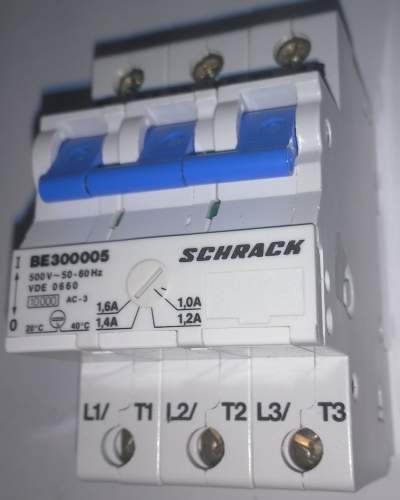 I BE300005 SCHRACK
500V~50-60Hz
VDE 0660
AC-3
0 20°C 40°C
1,6A 1,0A
1,4A 1,2A
L1/ T1 L2/ T2 L3/ T3